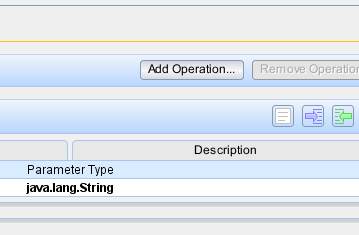 Add Operation...
Remove Operation
Description
Parameter Type
java.lang.String